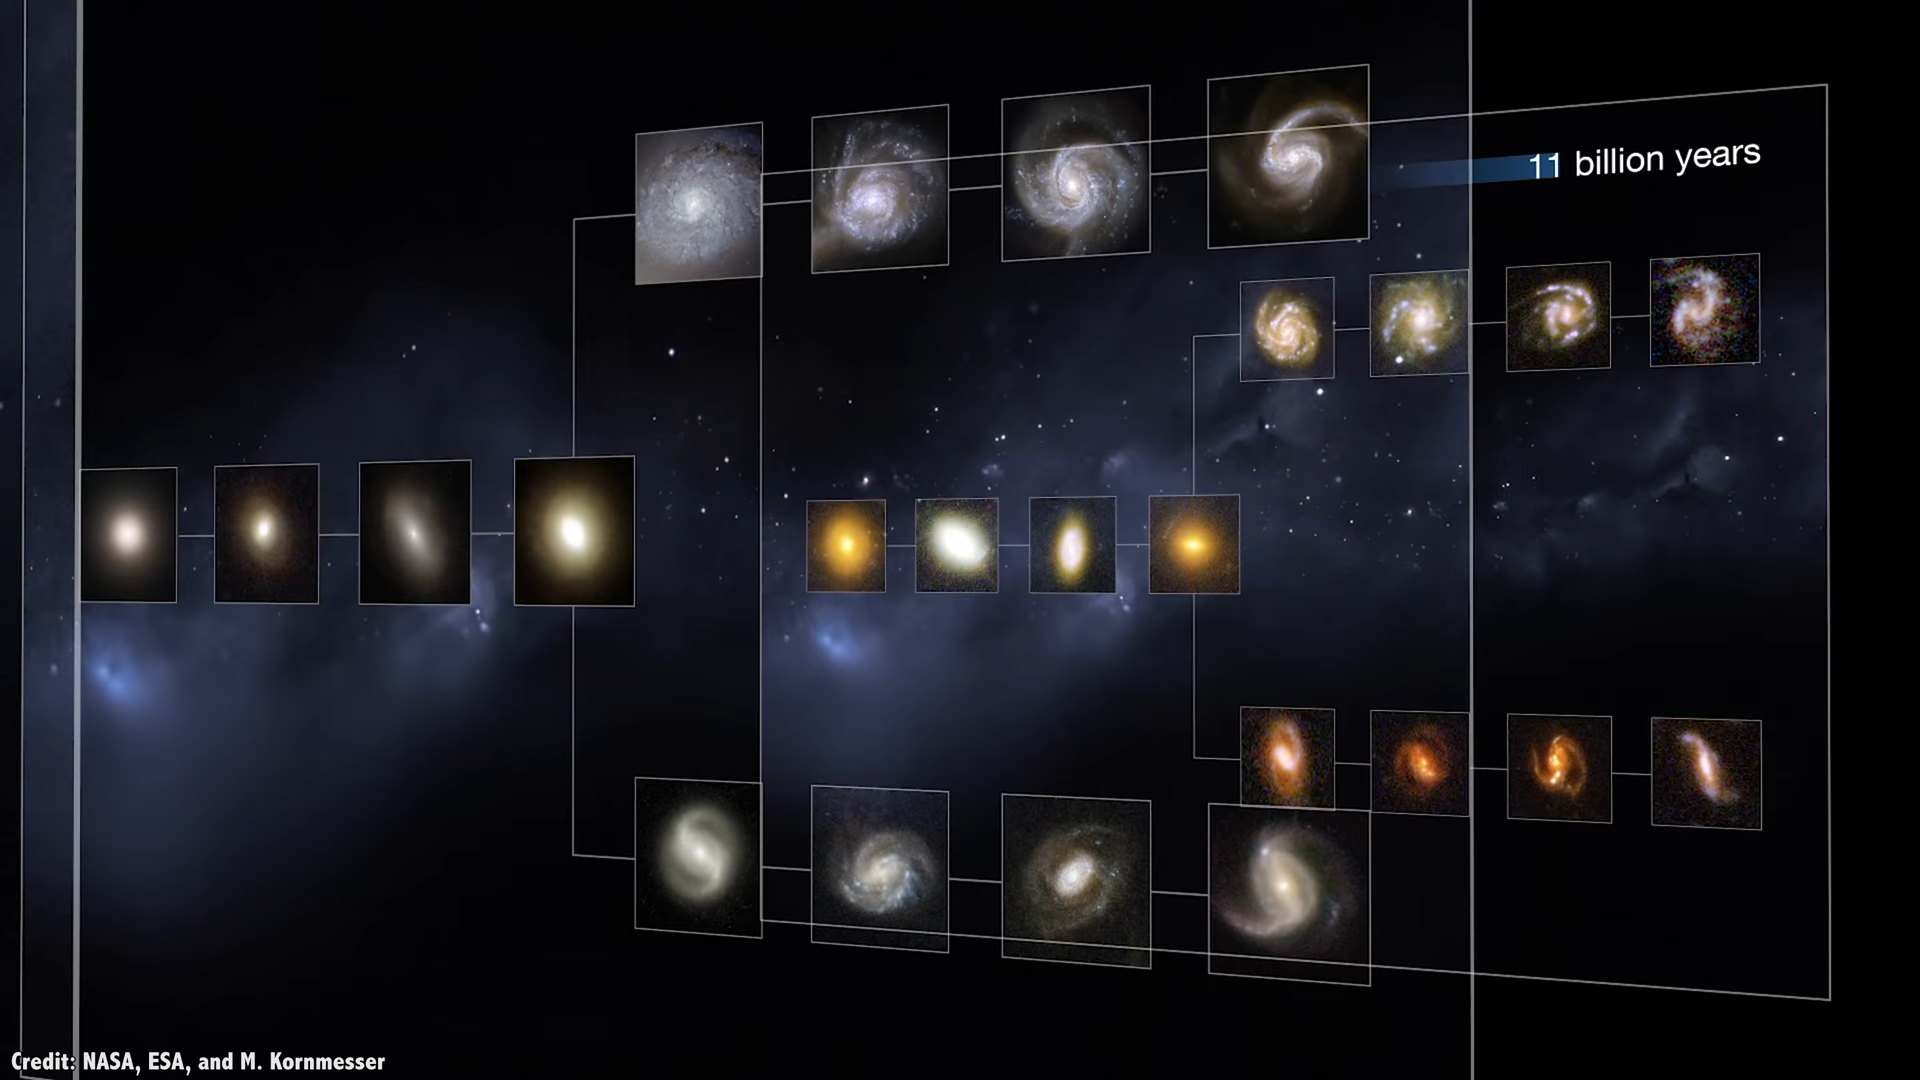 11 billion years
Credit: NASA, ESA, and M. Kornmesser